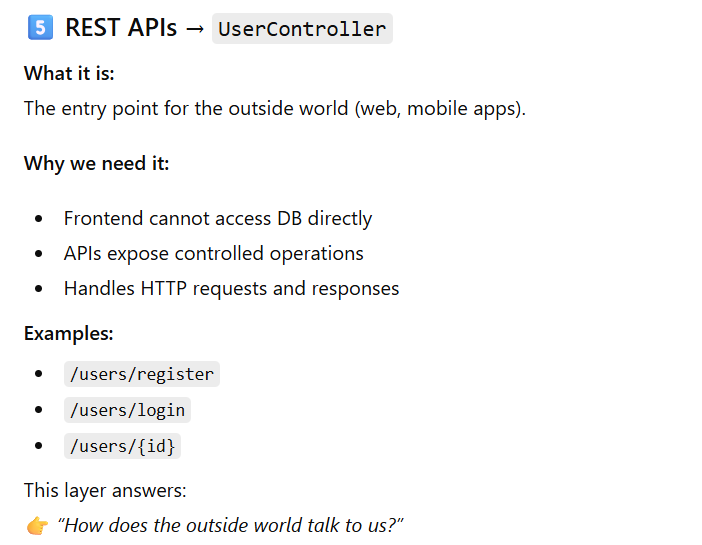 5 REST APIs → UserController
What it is:
The entry point for the outside world (web, mobile apps).
Why we need it:
• Frontend cannot access DB directly
• APIs expose controlled operations
• Handles HTTP requests and responses
Examples:
• /users/register
• /users/login
• /users/{id}
This layer answers:
👉 “How does the outside world talk to us?”